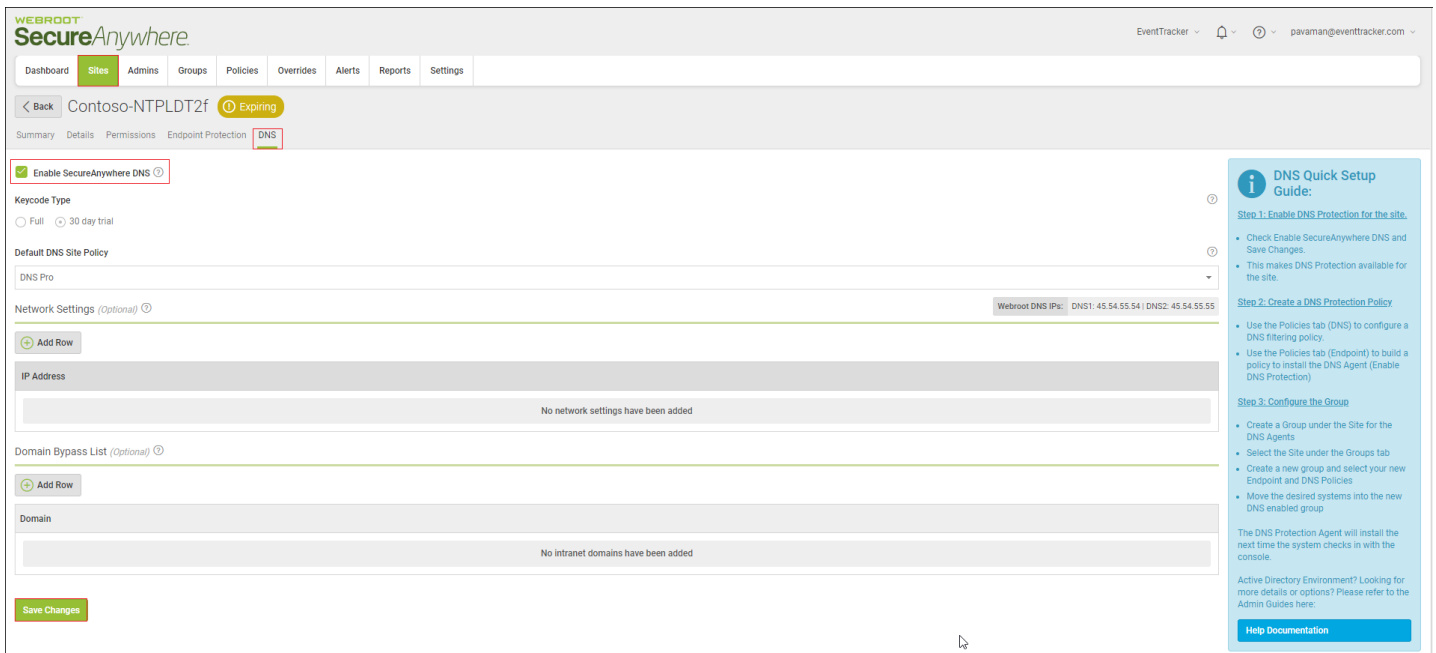 WEBROOT
SecureAnywhere
EventTracker
pavaman@eventtracker.com
Dashboard Sites Admins Groups Policies Overrides Alerts Reports Settings
Back Contoso-NTPLDT2f Expiring
Summary Details Permissions Endpoint Protection DNS
Enable SecureAnywhere DNS
Keycode Type
Full 30 day trial
Default DNS Site Policy
DNS Pro
Network Settings (Optional)
Webroot DNS IPs: DNS1: 45.54.55.54 | DNS2: 45.54.55.55
Add Row
IP Address
No network settings have been added
Domain Bypass List (Optional)
Add Row
Domain
No intranet domains have been added
Save Changes
DNS Quick Setup
Guide:
Step 1: Enable DNS Protection for the site.
• Check Enable SecureAnywhere DNS and
Save Changes.
• This makes DNS Protection available for
the site.
Step 2: Create a DNS Protection Policy
• Use the Policies tab (DNS) to configure a
DNS filtering policy.
• Use the Policies tab (Endpoint) to build a
policy to install the DNS Agent (Enable
DNS Protection)
Step 3: Configure the Group
• Create a Group under the Site for the
DNS Agents
• Select the Site under the Groups tab
• Create a new group and select your new
Endpoint and DNS Policies
• Move the desired systems into the new
DNS enabled group
The DNS Protection Agent will install the
next time the system checks in with the
console.
Active Directory Environment? Looking for
more details or options? Please refer to the
Admin Guides here:
Help Documentation